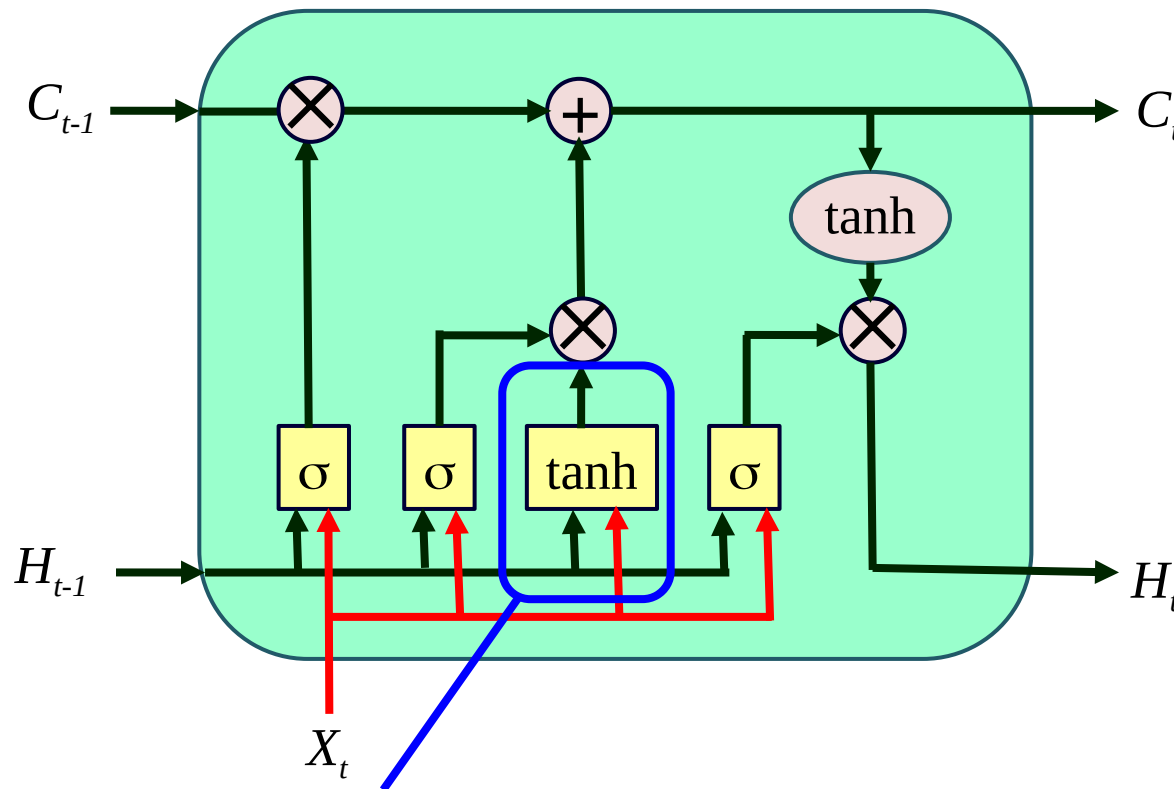 C_{t-1}
C_t
tanh
σ
σ
tanh
σ
H_{t-1}
H_t
X_t